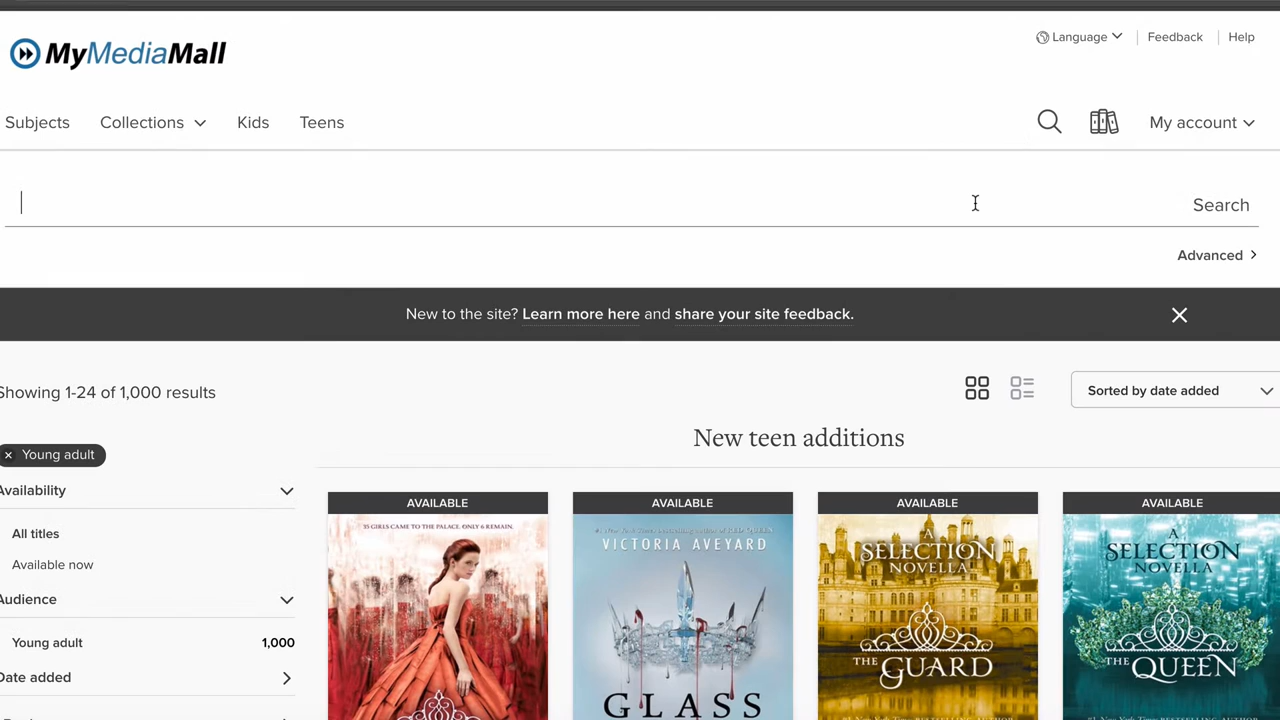 MyMediaMall
Language
Feedback
Help
Subjects
Collections
Kids
Teens
My account
Search
Advanced
New to the site? Learn more here and share your site feedback.
Showing 1-24 of 1,000 results
Sorted by date added
New teen additions
Young adult
Availability
All titles
Available now
Audience
Young adult 1,000
Date added
AVAILABLE
35 GIRLS CAME TO THE PALACE. ONLY 6 REMAIN.
AVAILABLE
VICTORIA AVEYARD
GLASS
AVAILABLE
A
SELECTION
NOVELLA
THE GUARD
AVAILABLE
A
SELECTION
NOVELLA
THE QUEEN